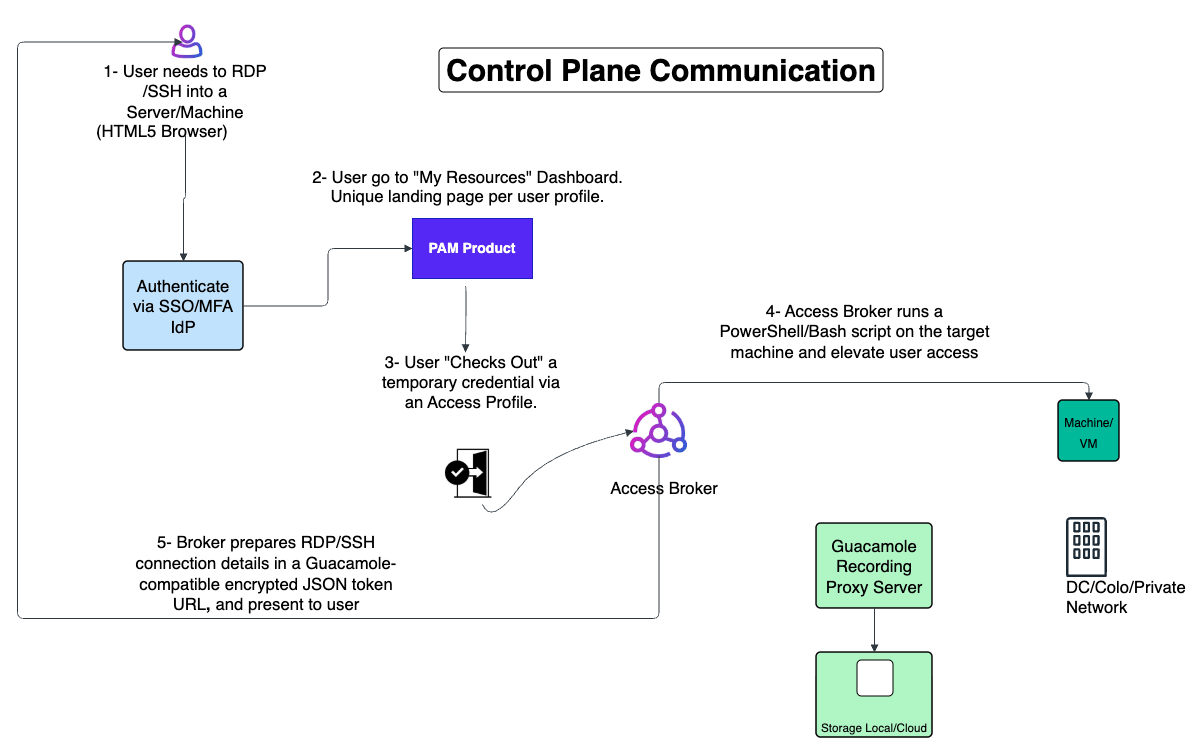 Control Plane Communication
1- User needs to RDP
/SSH into a
Server/Machine
(HTML5 Browser)
2- User go to "My Resources" Dashboard.
Unique landing page per user profile.
PAM Product
Authenticate
via SSO/MFA
IdP
3- User "Checks Out" a
temporary credential via
an Access Profile.
4- Access Broker runs a
PowerShell/Bash script on the target
machine and elevate user access
Machine/
VM
Access Broker
5- Broker prepares RDP/SSH
connection details in a Guacamole-
compatible encrypted JSON token
URL, and present to user
Guacamole
Recording
Proxy Server
DC/Colo/Private
Network
Storage Local/Cloud